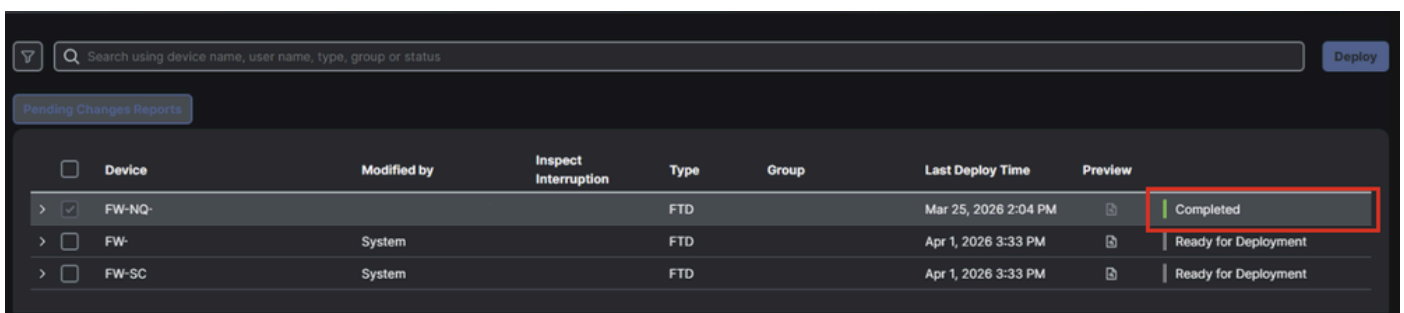 Search using device name, user name, type, group or status
Deploy
Pending Changes Reports
Device Modified by Inspect Interruption Type Group Last Deploy Time Preview
FW-NQ- FTD Mar 25, 2026 2:04 PM Completed
FW- System FTD Apr 1, 2026 3:33 PM Ready for Deployment
FW-SC System FTD Apr 1, 2026 3:33 PM Ready for Deployment